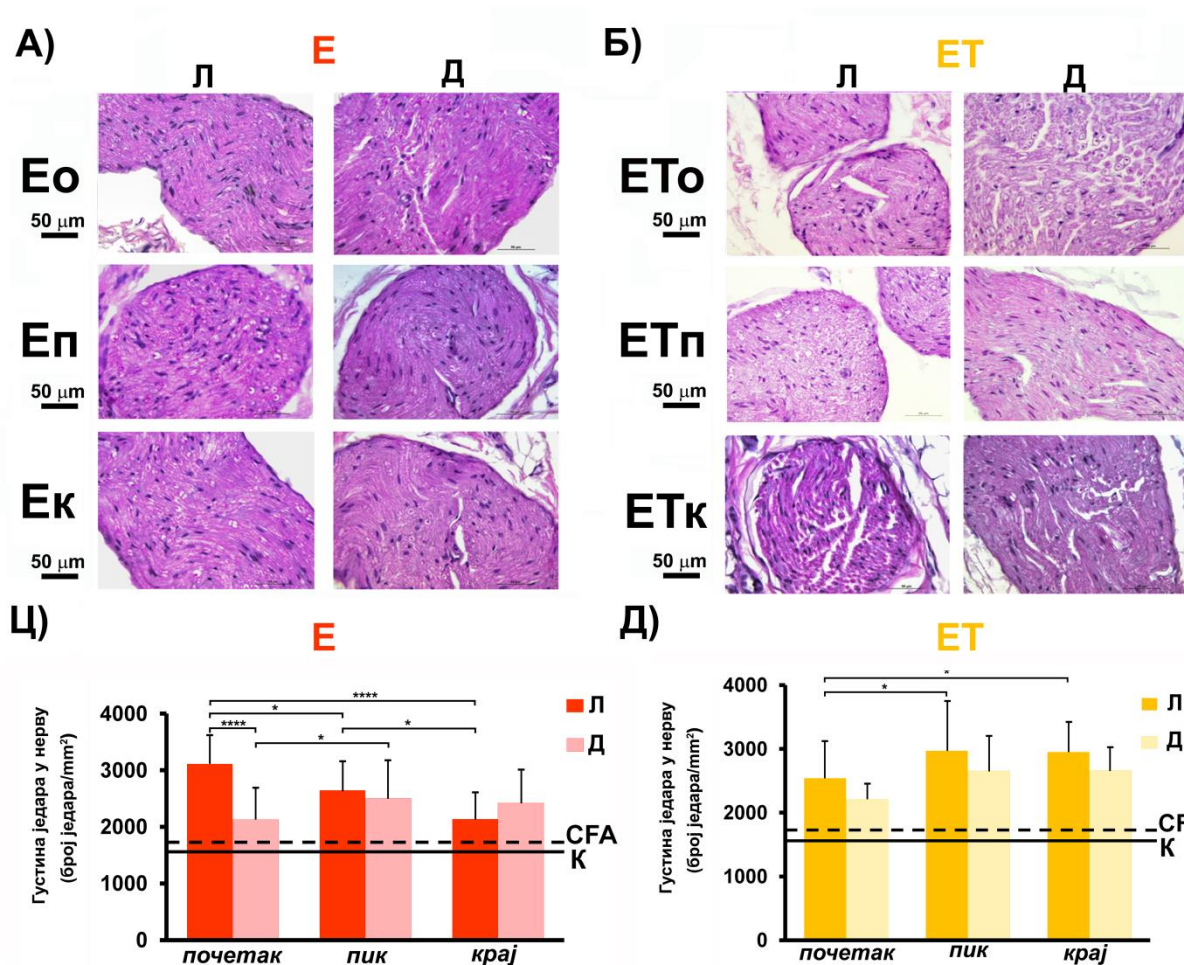 А)
Е
Л
Д
Ео
50 μm
Еп
50 μm
Ек
50 μm
Б)
ЕТ
Л
Д
ЕТо
50 μm
ЕТп
50 μm
ЕТк
50 μm
Ц)
Е
Густина једара у нерву
(број једара/mm²)
4000
3000
2000
1000
0
****
*
****
*
*
Л
Д
CFA
К
почетак
пик
крај
Д)
ЕТ
Густина једара у нерву
(број једара/mm²)
4000
3000
2000
1000
0
*
*
Л
Д
CF
К
почетак
пик
крај